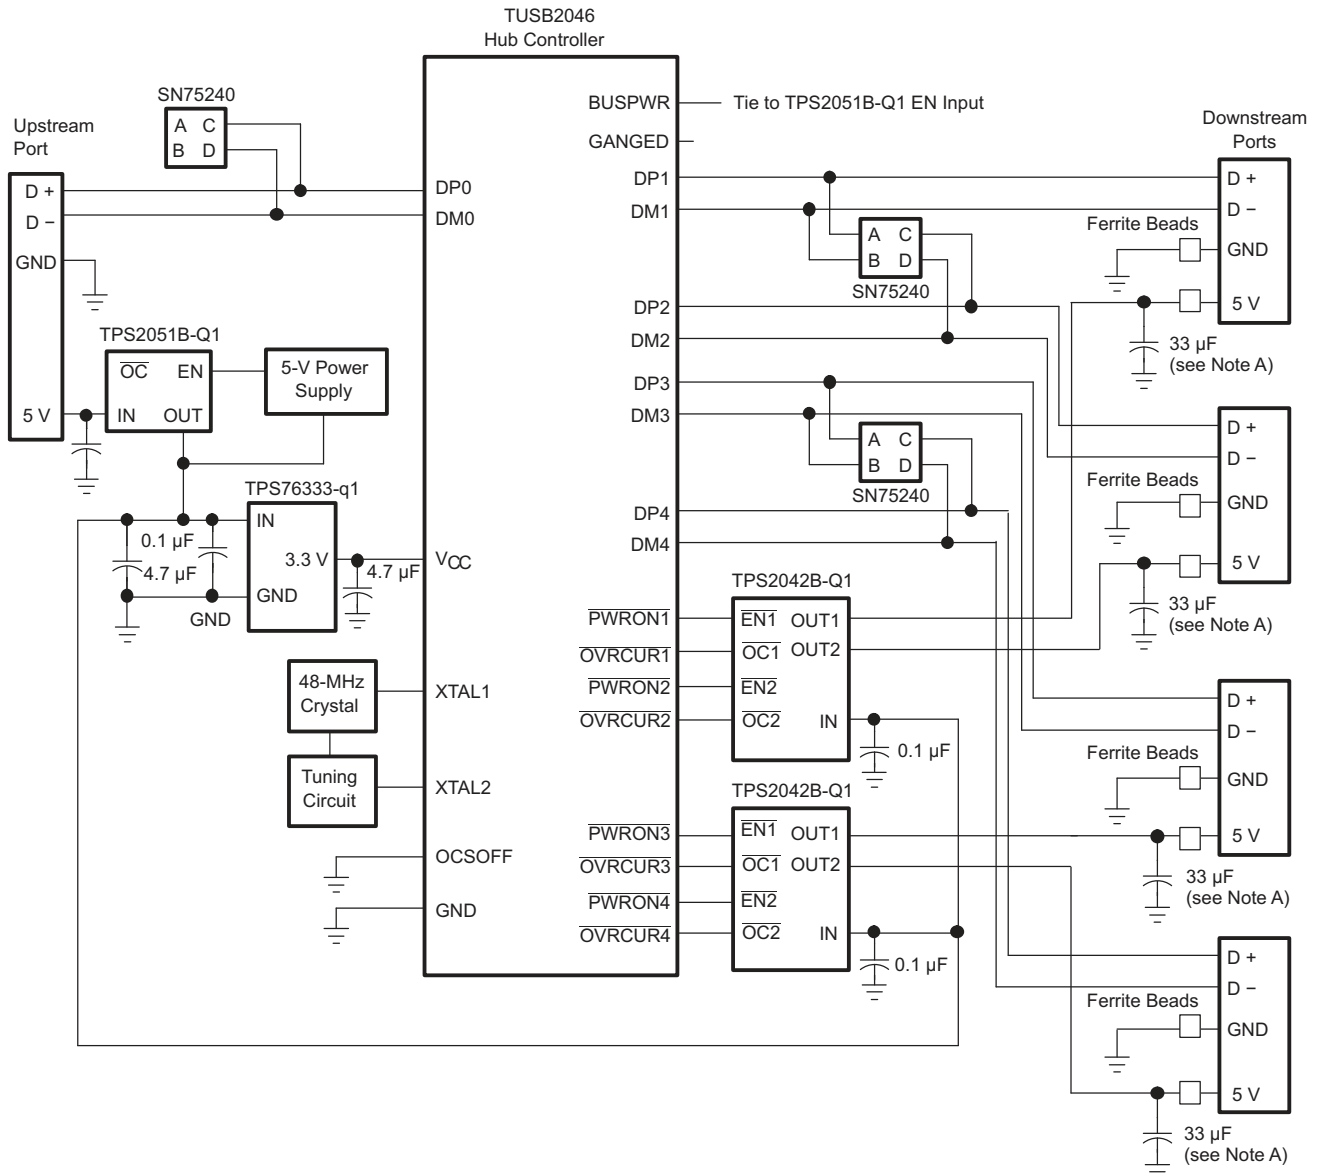 TUSB2046
Hub Controller
SN75240
A C
B D
Upstream
Port
D +
D −
GND
5 V
TPS2051B-Q1
OC EN
IN OUT
5-V Power
Supply
TPS76333-q1
IN
3.3 V
GND
0.1 µF
4.7 µF
GND
4.7 µF
48-MHz
Crystal
Tuning
Circuit
DP0
DM0
VCC
XTAL1
XTAL2
OCSOFF
GND
BUSPWR
Tie to TPS2051B-Q1 EN Input
GANGED
DP1
DM1
DP2
DM2
DP3
DM3
DP4
DM4
PWRON1
OVRCUR1
PWRON2
OVRCUR2
PWRON3
OVRCUR3
PWRON4
OVRCUR4
A C
B D
SN75240
A C
B D
SN75240
TPS2042B-Q1
EN1 OUT1
OC1 OUT2
EN2
OC2 IN
0.1 µF
TPS2042B-Q1
EN1 OUT1
OC1 OUT2
EN2
OC2 IN
0.1 µF
Downstream
Ports
D +
D −
Ferrite Beads
GND
5 V
33 µF
(see Note A)
D +
D −
Ferrite Beads
GND
5 V
33 µF
(see Note A)
D +
D −
Ferrite Beads
GND
5 V
33 µF
(see Note A)
D +
D −
Ferrite Beads
GND
5 V
33 µF
(see Note A)